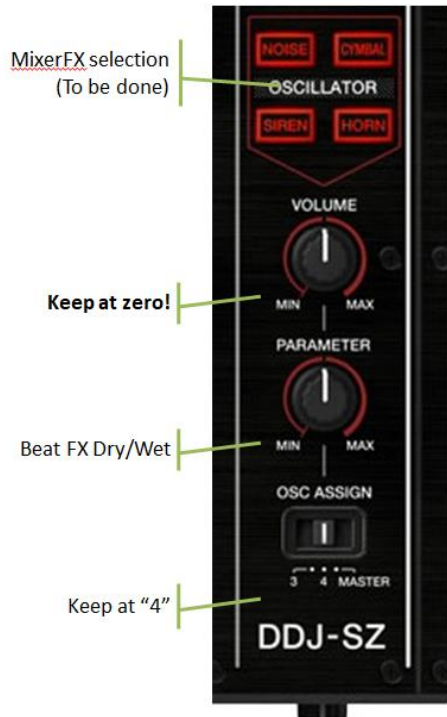 MixerFX selection
(To be done)
NOISE CYMBAL
OSCILLATOR
SIREN HORN
VOLUME
Keep at zero!
MIN MAX
PARAMETER
Beat FX Dry/Wet
MIN MAX
OSC ASSIGN
3 4 MASTER
Keep at “4”
DDJ-SZ